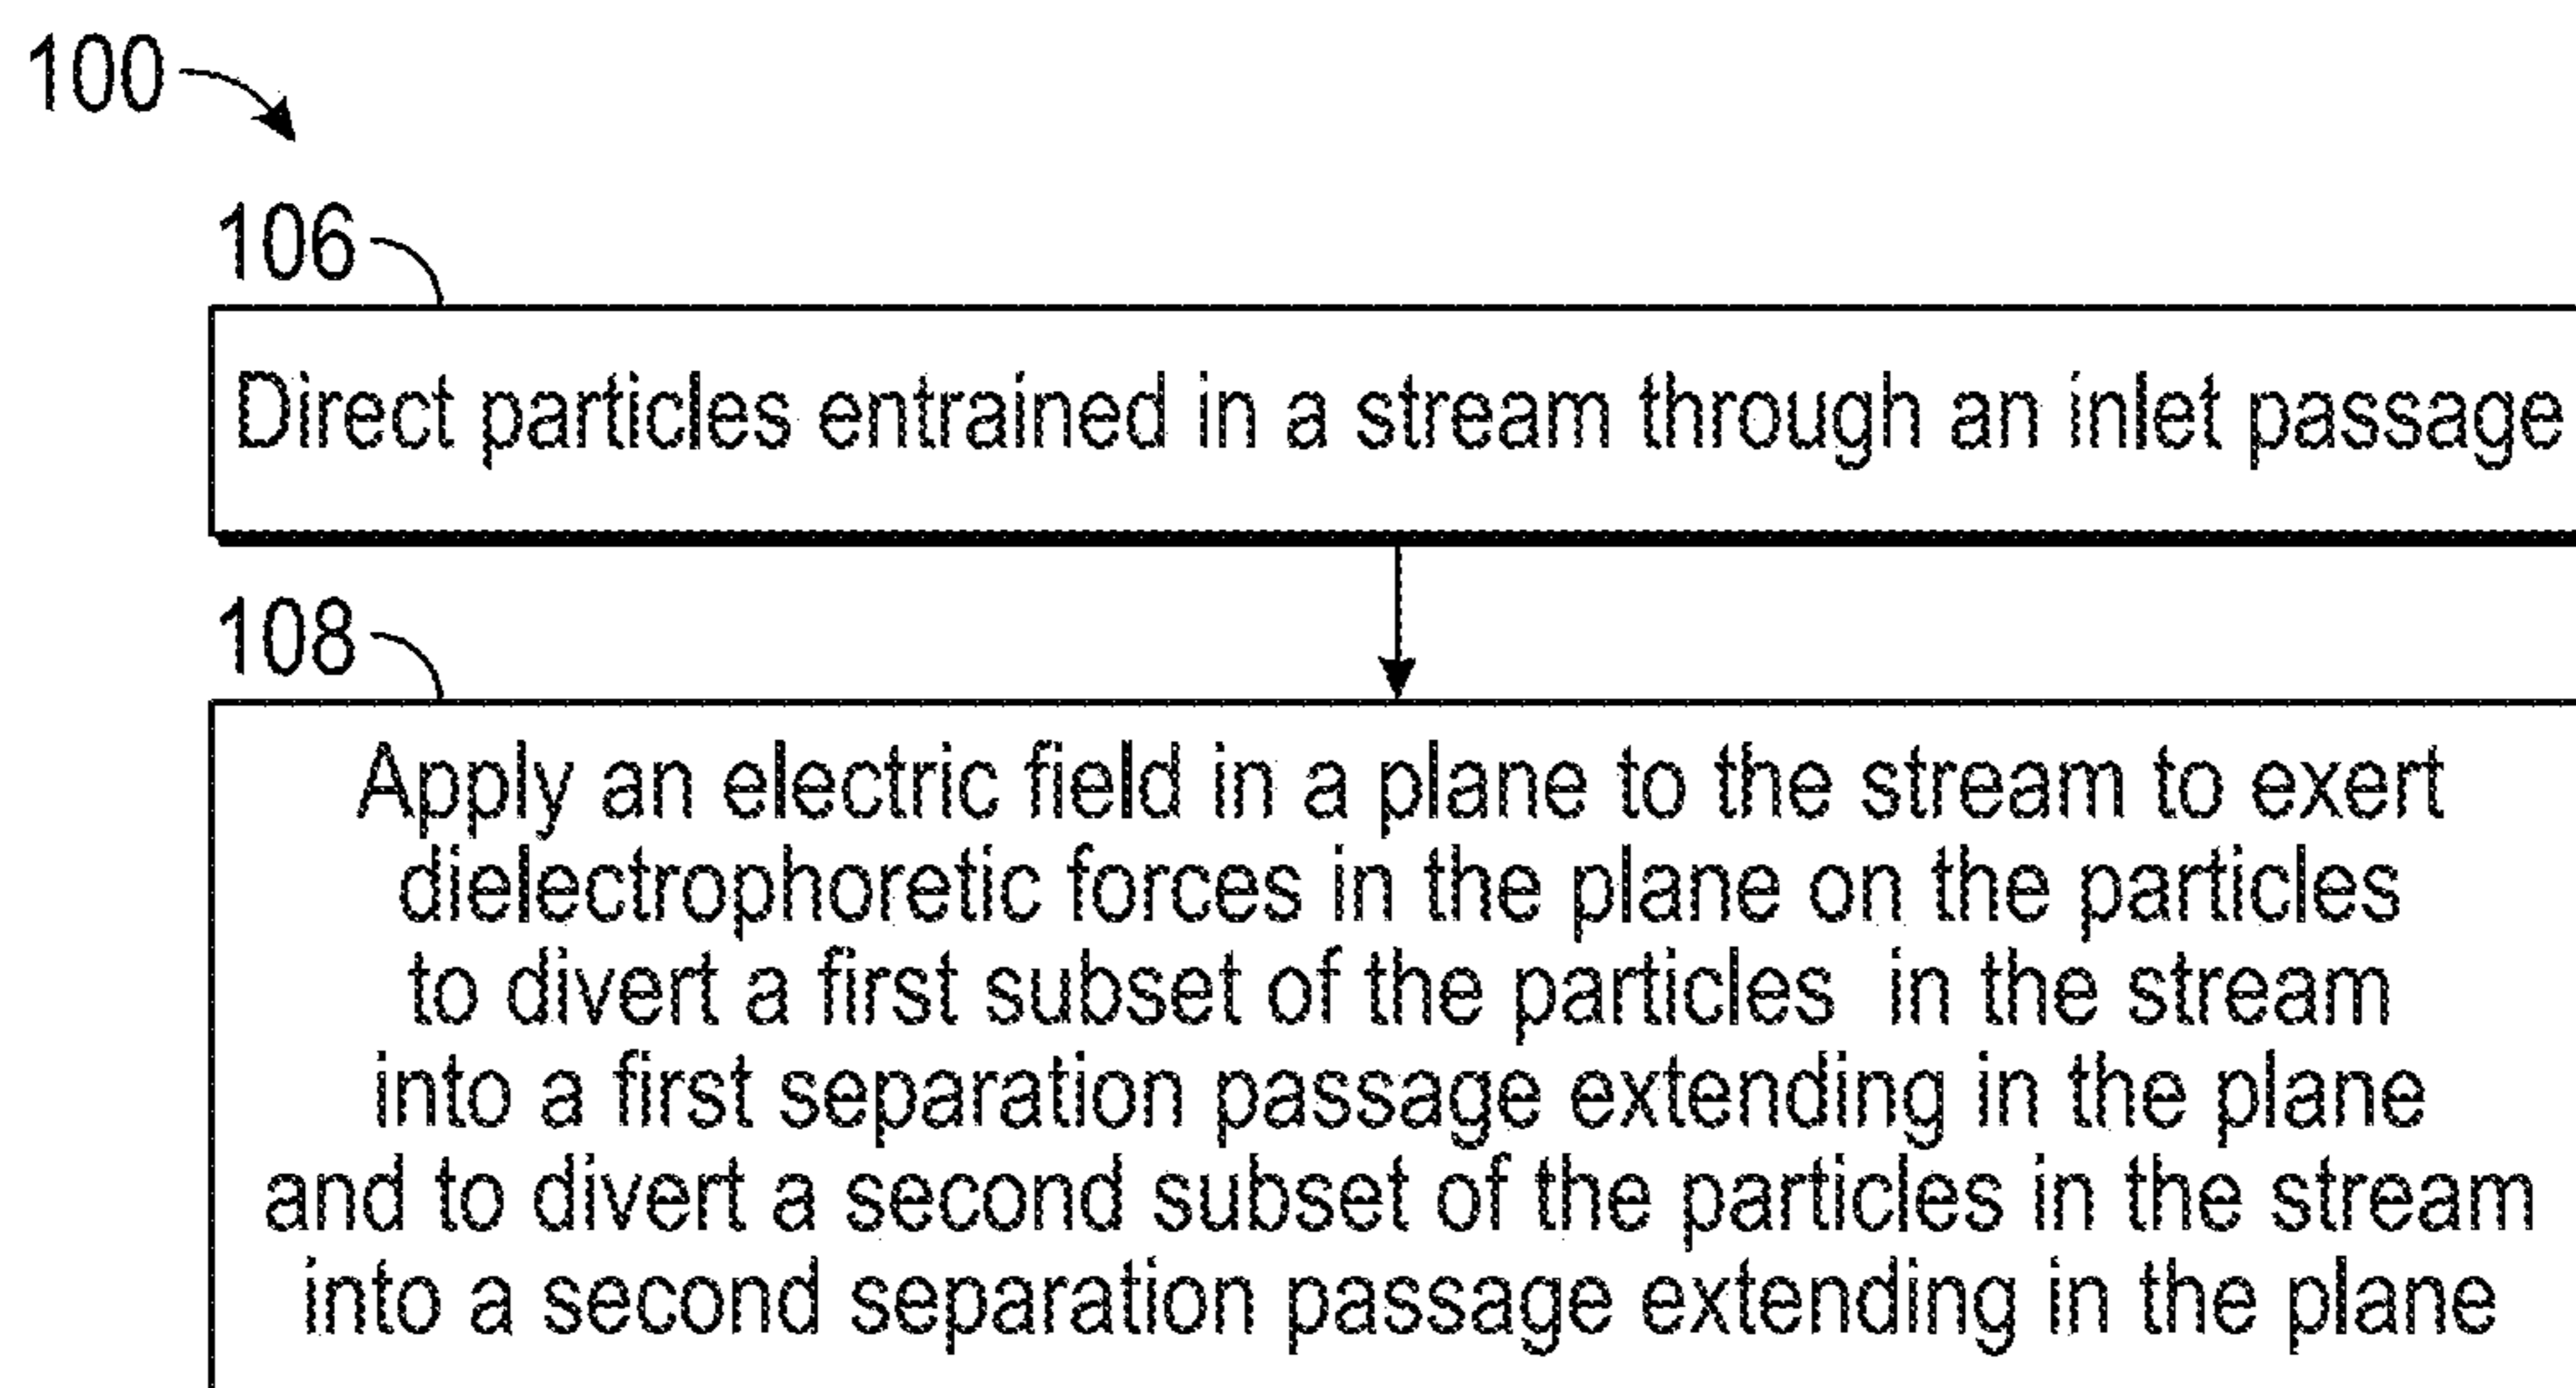 100
106
Direct particles entrained in a stream through an inlet passage
108
Apply an electric field in a plane to the stream to exert
dielectrophoretic forces in the plane on the particles
to divert a first subset of the particles in the stream
into a first separation passage extending in the plane
and to divert a second subset of the particles in the stream
into a second separation passage extending in the plane